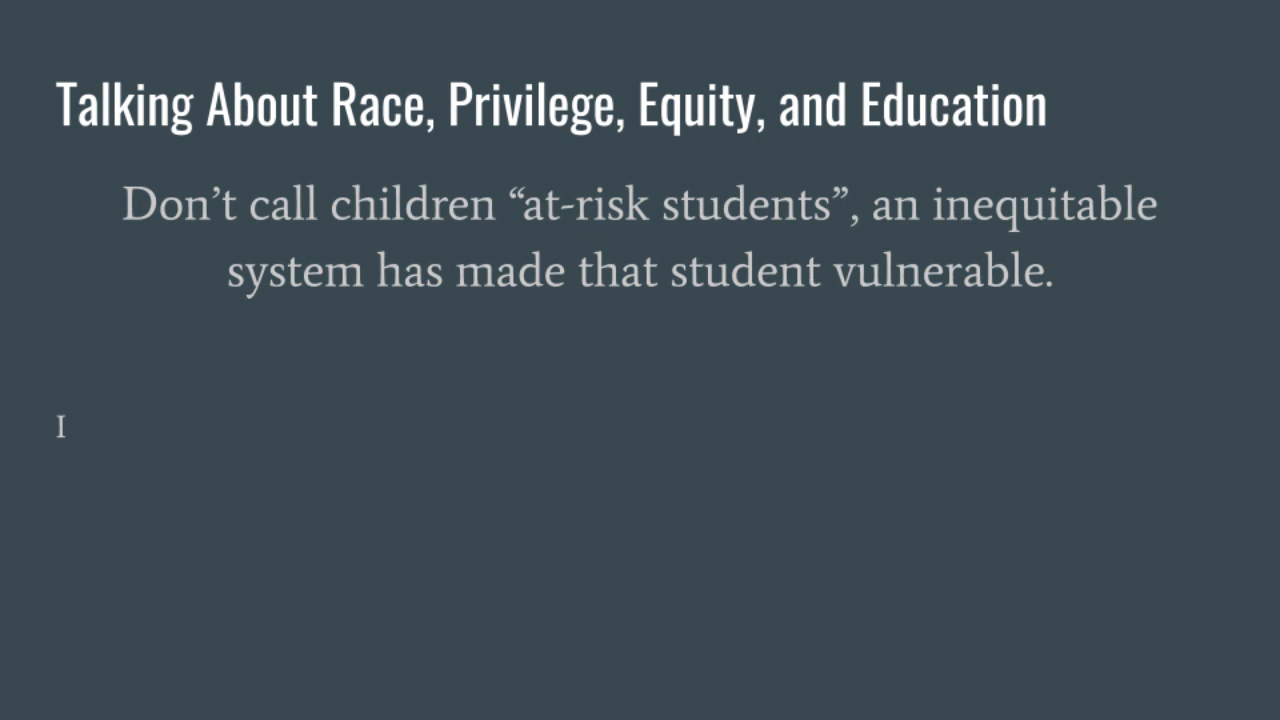 Talking About Race, Privilege, Equity, and Education
Don’t call children “at-risk students”, an inequitable
system has made that student vulnerable.
I